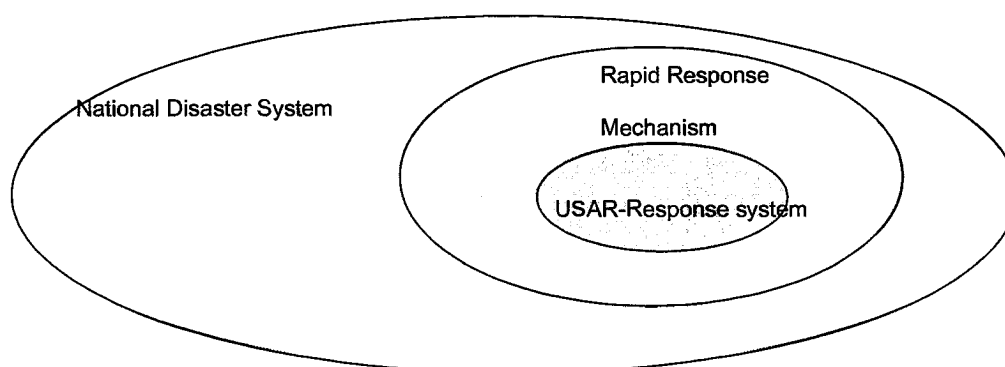 Rapid Response
National Disaster System
Mechanism
USAR-Response system